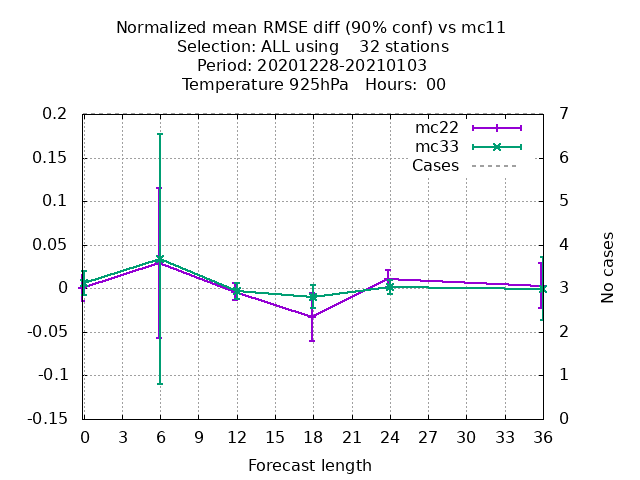 Normalized mean RMSE diff (90% conf) vs mc11
Selection: ALL using    32 stations
Period: 20201228-20210103
Temperature 925hPa   Hours:  00
mc22
mc33
Cases
0.2
0.15
0.1
0.05
0
-0.05
-0.1
-0.15
7
6
5
4
3
2
1
0
No cases
0 3 6 9 12 15 18 21 24 27 30 33 36
Forecast length